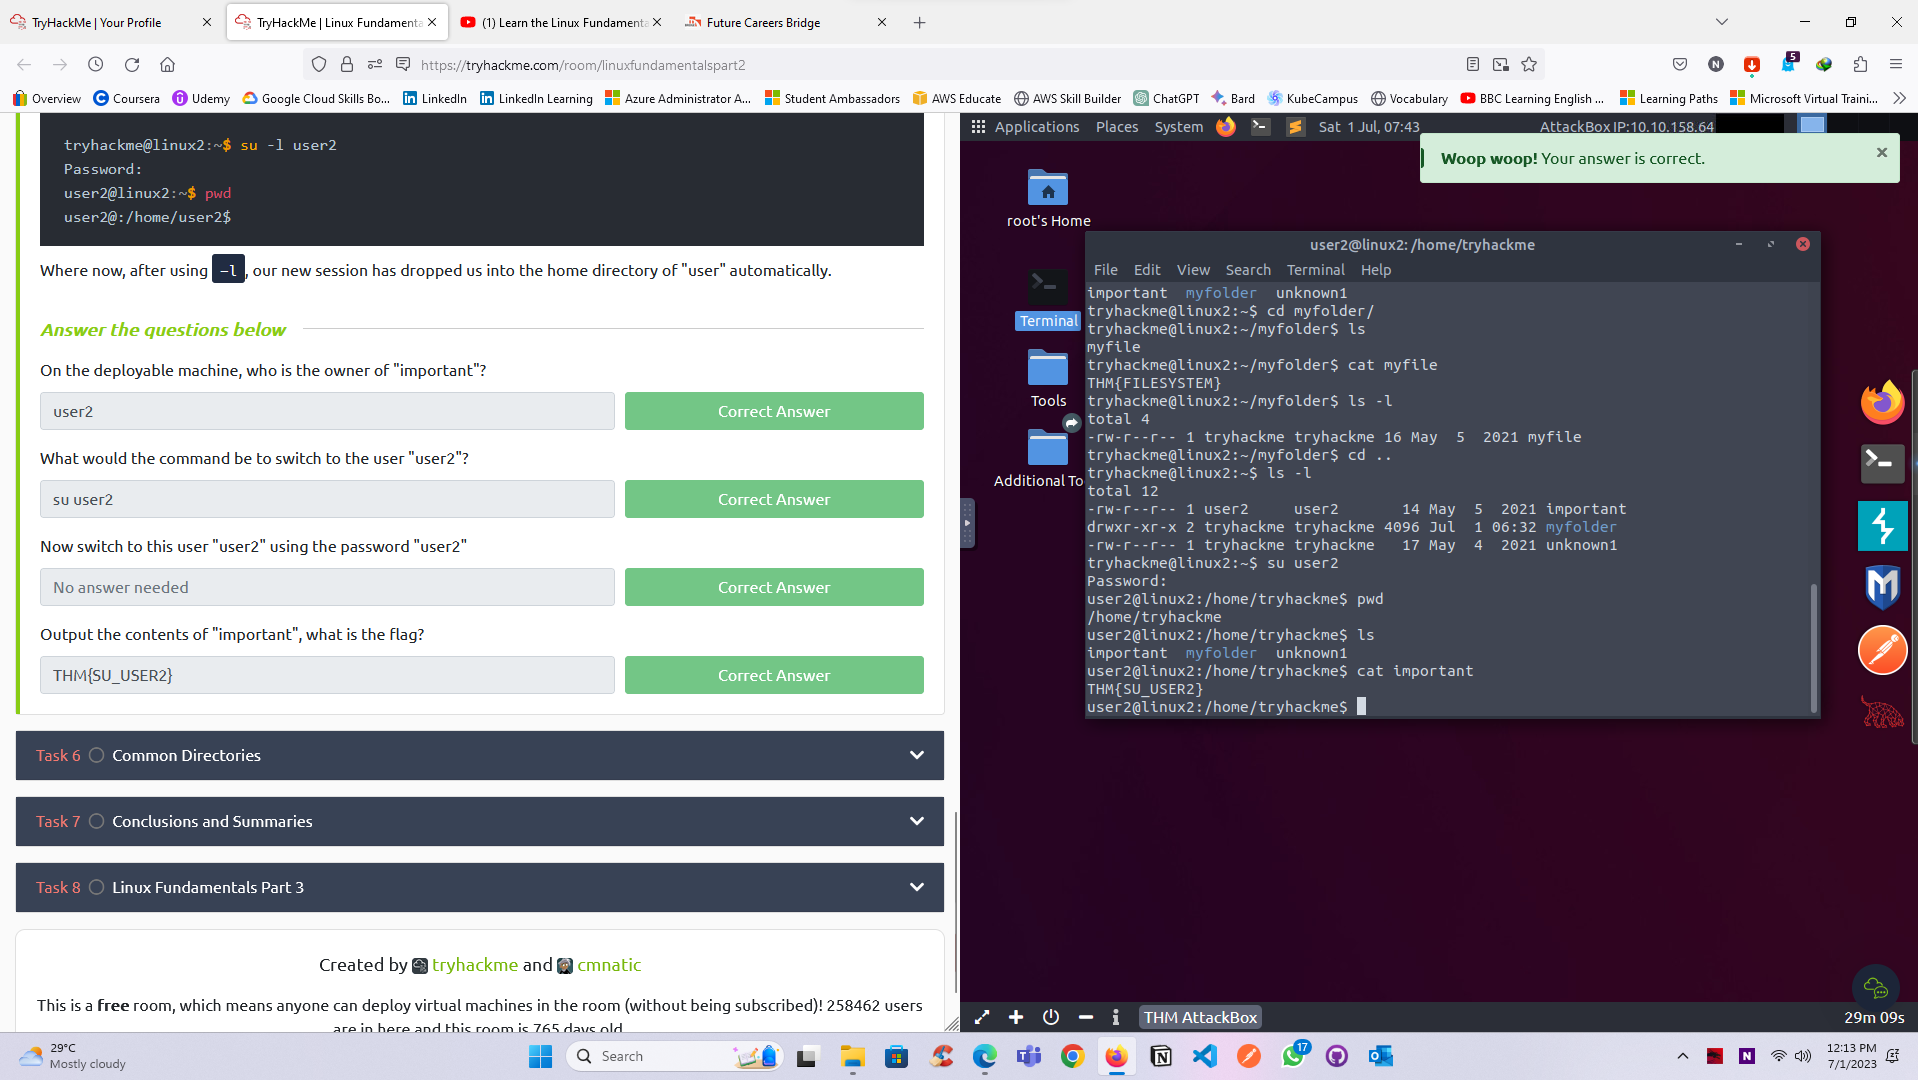 TryHackMe | Your Profile
TryHackMe | Linux Fundamenta
(1) Learn the Linux Fundamenta
Future Careers Bridge
https://tryhackme.com/room/linuxfundamentalspart2
N
5
Overview
Coursera
Udemy
Google Cloud Skills Bo...
LinkedIn
LinkedIn Learning
Azure Administrator A...
Student Ambassadors
AWS Educate
AWS Skill Builder
ChatGPT
Bard
KubeCampus
Vocabulary
BBC Learning English ...
Learning Paths
Microsoft Virtual Traini...
tryhackme@linux2:~$ su -l user2
Password:
user2@linux2:~$ pwd
user2@:/home/user2$
Where now, after using -l, our new session has dropped us into the home directory of "user" automatically.
Answer the questions below
On the deployable machine, who is the owner of "important"?
user2
Correct Answer
What would the command be to switch to the user "user2"?
su user2
Correct Answer
Now switch to this user "user2" using the password "user2"
No answer needed
Correct Answer
Output the contents of "important", what is the flag?
THM{SU_USER2}
Correct Answer
Task 6 Common Directories
Task 7 Conclusions and Summaries
Task 8 Linux Fundamentals Part 3
Created by tryhackme and cmnatic
This is a free room, which means anyone can deploy virtual machines in the room (without being subscribed)! 258462 users
are in here and this room is 765 days old.
Applications Places System Sat 1 Jul, 07:43 AttackBox IP:10.10.158.64
Woop woop! Your answer is correct.
root's Home
Terminal
Tools
Additional To
user2@linux2: /home/tryhackme
File Edit View Search Terminal Help
important myfolder unknown1
tryhackme@linux2:~$ cd myfolder/
tryhackme@linux2:~/myfolder$ ls
myfile
tryhackme@linux2:~/myfolder$ cat myfile
THM{FILESYSTEM}
tryhackme@linux2:~/myfolder$ ls -l
total 4
-rw-r--r-- 1 tryhackme tryhackme 16 May 5 2021 myfile
tryhackme@linux2:~/myfolder$ cd ..
tryhackme@linux2:~$ ls -l
total 12
-rw-r--r-- 1 user2 user2 14 May 5 2021 important
drwxr-xr-x 2 tryhackme tryhackme 4096 Jul 1 06:32 myfolder
-rw-r--r-- 1 tryhackme tryhackme 17 May 4 2021 unknown1
tryhackme@linux2:~$ su user2
Password:
user2@linux2:/home/tryhackme$ pwd
/home/tryhackme
user2@linux2:/home/tryhackme$ ls
important myfolder unknown1
user2@linux2:/home/tryhackme$ cat important
THM{SU_USER2}
user2@linux2:/home/tryhackme$
THM AttackBox
29m 09s
29°C
Mostly cloudy
Search
17
N
12:13 PM
7/1/2023